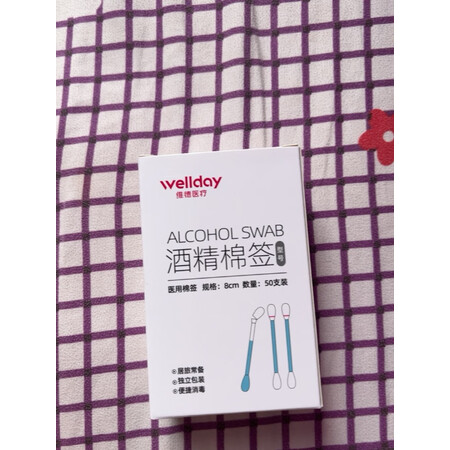 wellday
维德医疗
ALCOHOL SWAB
酒精棉签
医用棉签 规格：8cm 数量：50支装
居旅常备
独立包装
便捷消毒